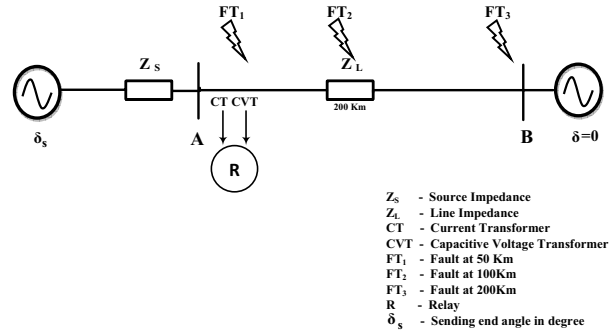 FT1
FT2
FT3
Z S
Z L
200 Km
CT CVT
A
B
δs
δ=0
R
ZS - Source Impedance
ZL - Line Impedance
CT - Current Transformer
CVT - Capacitive Voltage Transformer
FT1 - Fault at 50 Km
FT2 - Fault at 100Km
FT3 - Fault at 200Km
R - Relay
δs - Sending end angle in degree